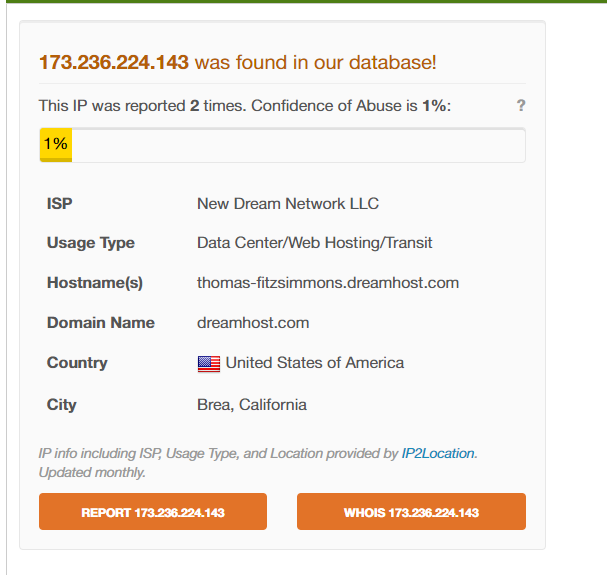 173.236.224.143 was found in our database!
This IP was reported 2 times. Confidence of Abuse is 1%: ?
1%
ISP New Dream Network LLC
Usage Type Data Center/Web Hosting/Transit
Hostname(s) thomas-fitzsimmons.dreamhost.com
Domain Name dreamhost.com
Country United States of America
City Brea, California
IP info including ISP, Usage Type, and Location provided by IP2Location.
Updated monthly.
REPORT 173.236.224.143 WHOIS 173.236.224.143